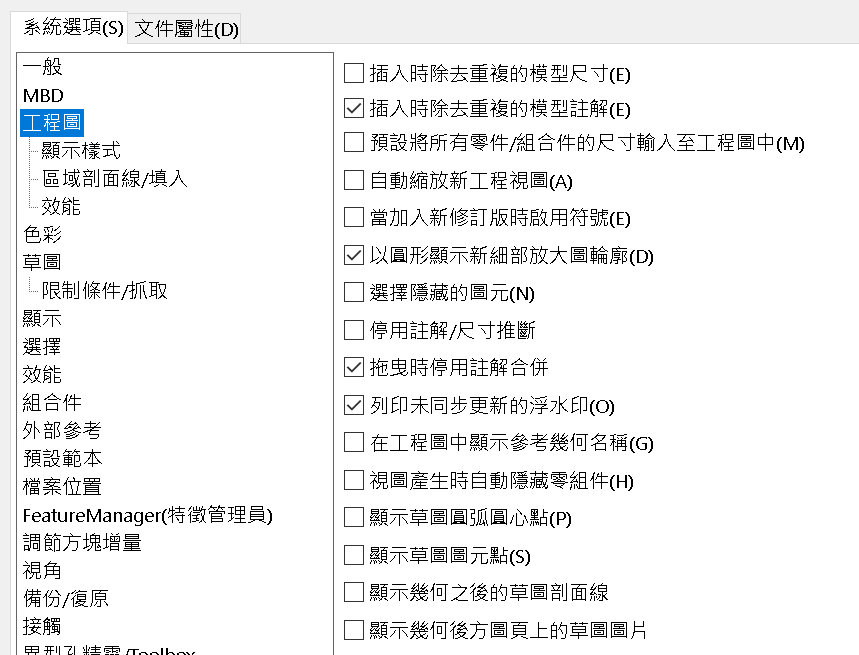 系統選項(S)
文件屬性(D)
一般
MBD
工程圖
顯示樣式
區域剖面線/填入
效能
色彩
草圖
限制條件/抓取
顯示
選擇
效能
組合件
外部參考
預設範本
檔案位置
FeatureManager(特徵管理員)
調節方塊增量
視角
備份/復原
接觸
異型孔精靈/Toolbox
插入時除去重複的模型尺寸(E)
插入時除去重複的模型註解(E)
預設將所有零件/組合件的尺寸輸入至工程圖中(M)
自動縮放新工程視圖(A)
當加入新修訂版時啟用符號(E)
以圓形顯示新細部放大圖輪廓(D)
選擇隱藏的圖元(N)
停用註解/尺寸推斷
拖曳時停用註解合併
列印未同步更新的浮水印(O)
在工程圖中顯示參考幾何名稱(G)
視圖產生時自動隱藏零組件(H)
顯示草圖圓弧圓心點(P)
顯示草圖圖元點(S)
顯示幾何之後的草圖剖面線
顯示幾何後方圖頁上的草圖圖片